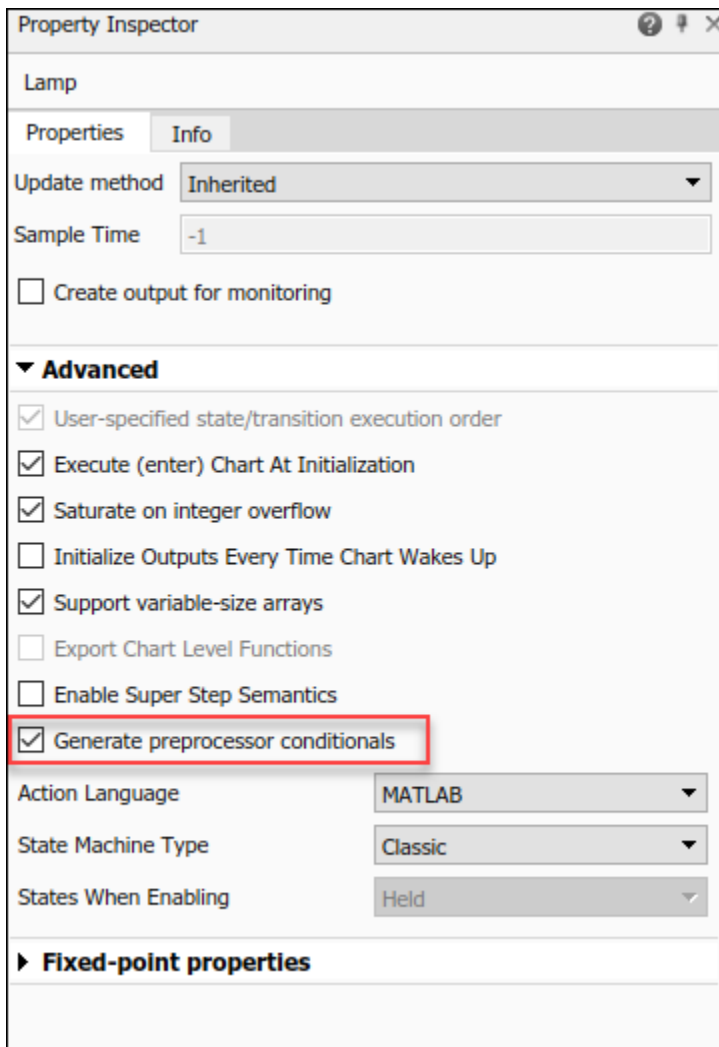 Property Inspector
Lamp
Properties Info
Update method Inherited
Sample Time -1
Create output for monitoring
Advanced
User-specified state/transition execution order
Execute (enter) Chart At Initialization
Saturate on integer overflow
Initialize Outputs Every Time Chart Wakes Up
Support variable-size arrays
Export Chart Level Functions
Enable Super Step Semantics
Generate preprocessor conditionals
Action Language MATLAB
State Machine Type Classic
States When Enabling Held
Fixed-point properties